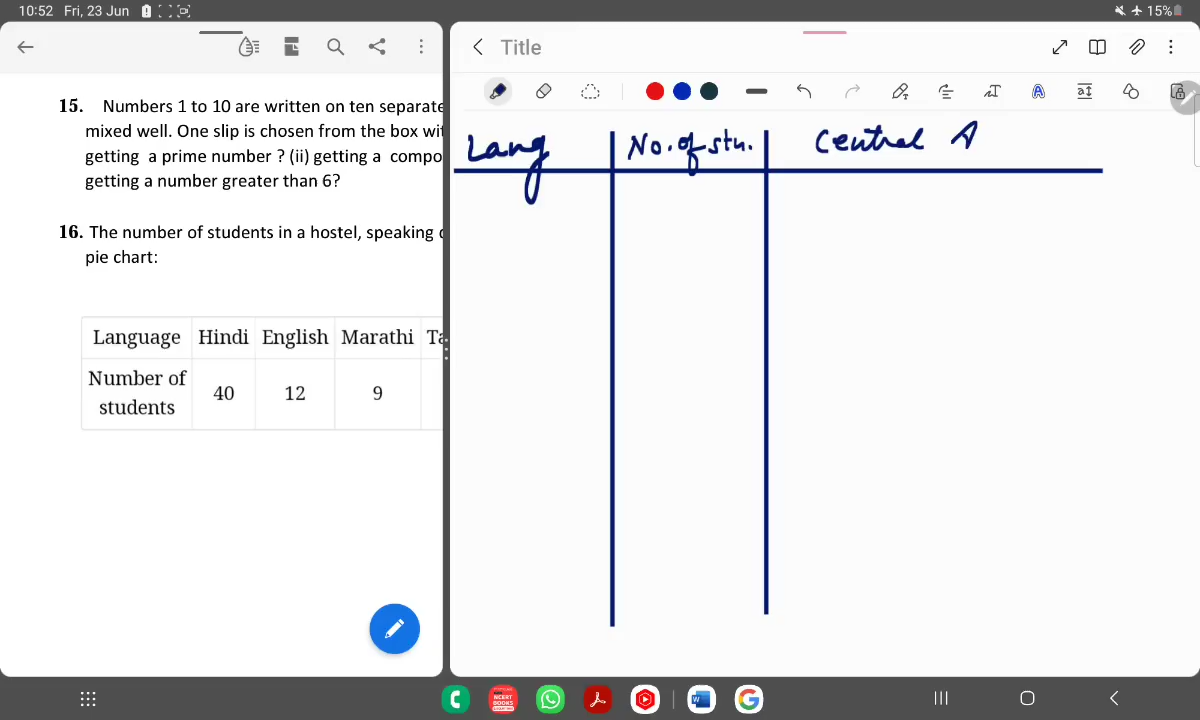 10:52 Fri, 23 Jun
15%
Title
15. Numbers 1 to 10 are written on ten separate
mixed well. One slip is chosen from the box
getting a prime number ? (ii) getting a
getting a number greater than 6?
16. The number of students in a hostel, speaking
pie chart:
Language Hindi English Marathi
Number of students 40 12 9
Lang No. of stu. Central A
NCERT
BOOKS